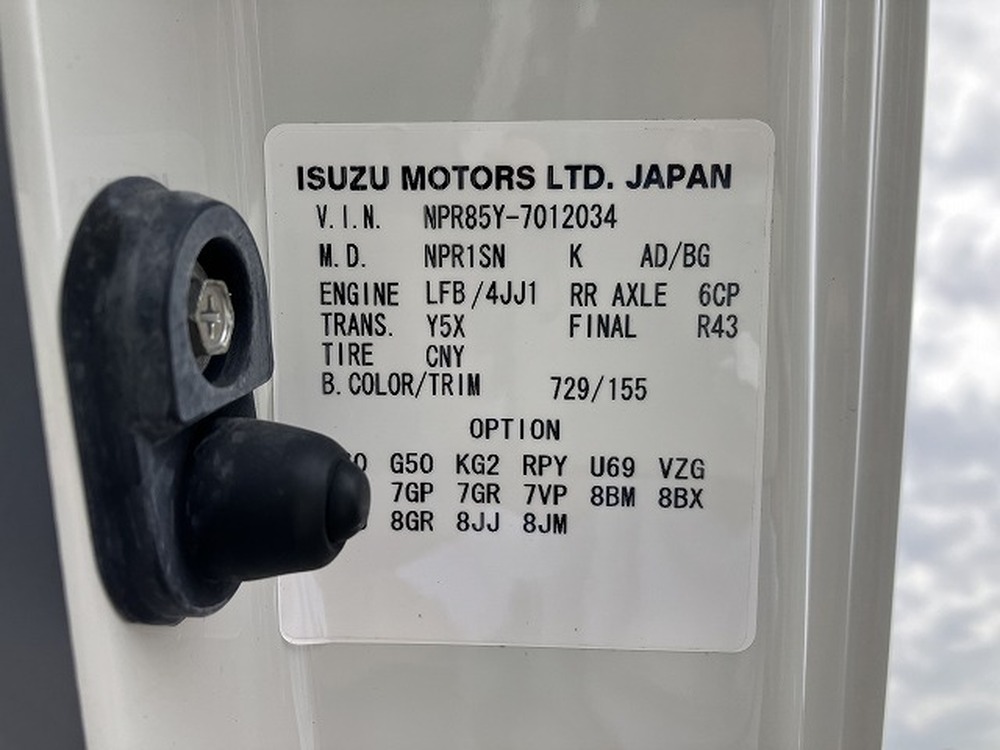 ISUZU MOTORS LTD. JAPAN
V.I.N. NPR85Y-7012034
M.D. NPR1SN K AD/BG
ENGINE LFB/4JJ1 RR AXLE 6CP
TRANS. Y5X FINAL R43
TIRE CNY
B.COLOR/TRIM 729/155
OPTION
G50 KG2 RPY U69 VZG
7GP 7GR 7VP 8BM 8BX
8GR 8JJ 8JM